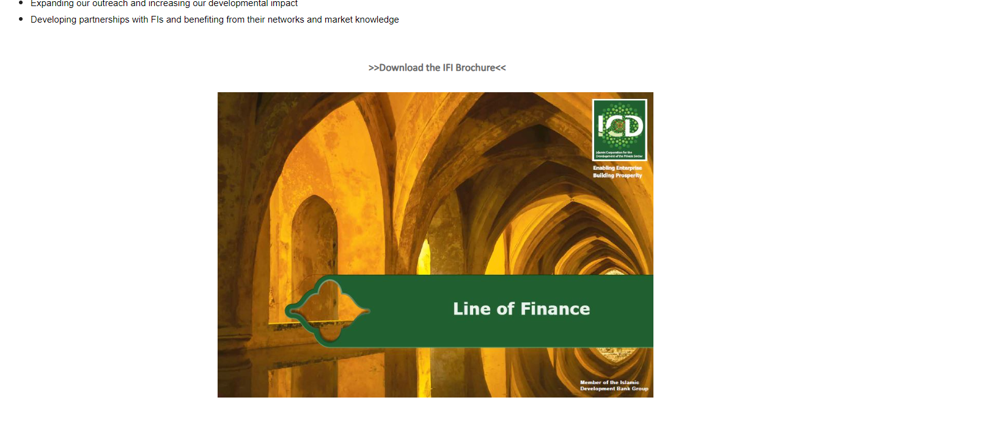 Expanding our outreach and increasing our developmental impact
Developing partnerships with FIs and benefiting from their networks and market knowledge
>>Download the IFI Brochure<<
ICD
Islamic Corporation for the
Development of the Private Sector
Enabling Enterprise
Building Prosperity
Line of Finance
Member of the Islamic
Development Bank Group